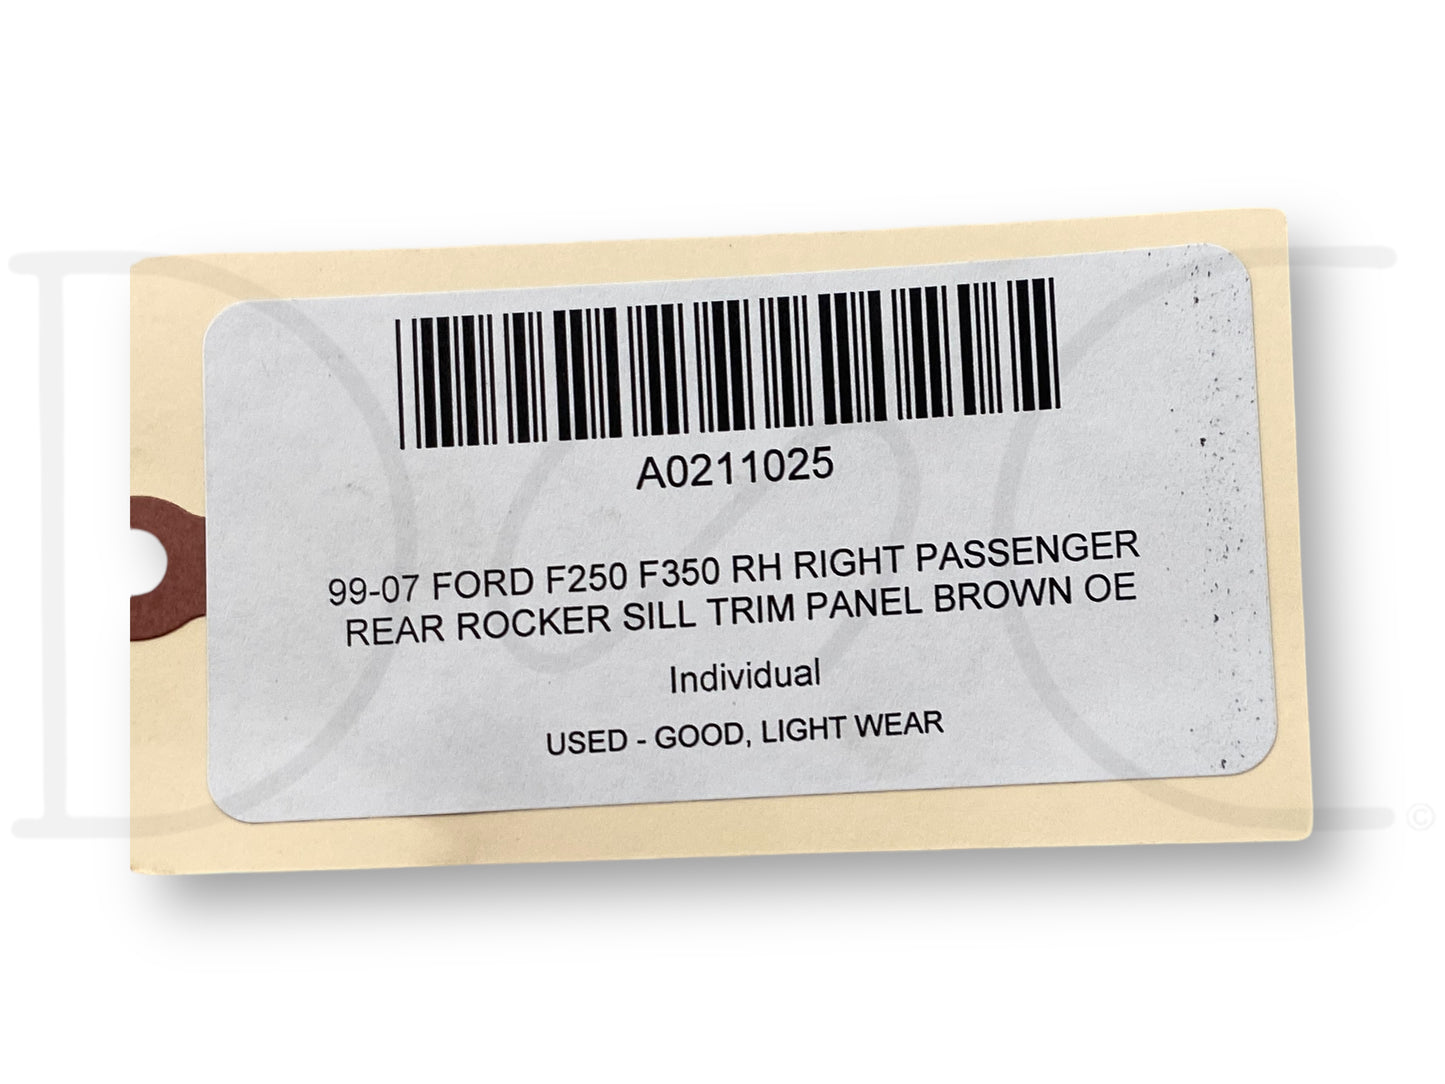 A0211025
99-07 FORD F250 F350 RH RIGHT PASSENGER
REAR ROCKER SILL TRIM PANEL BROWN OE
Individual
USED - GOOD, LIGHT WEAR
©